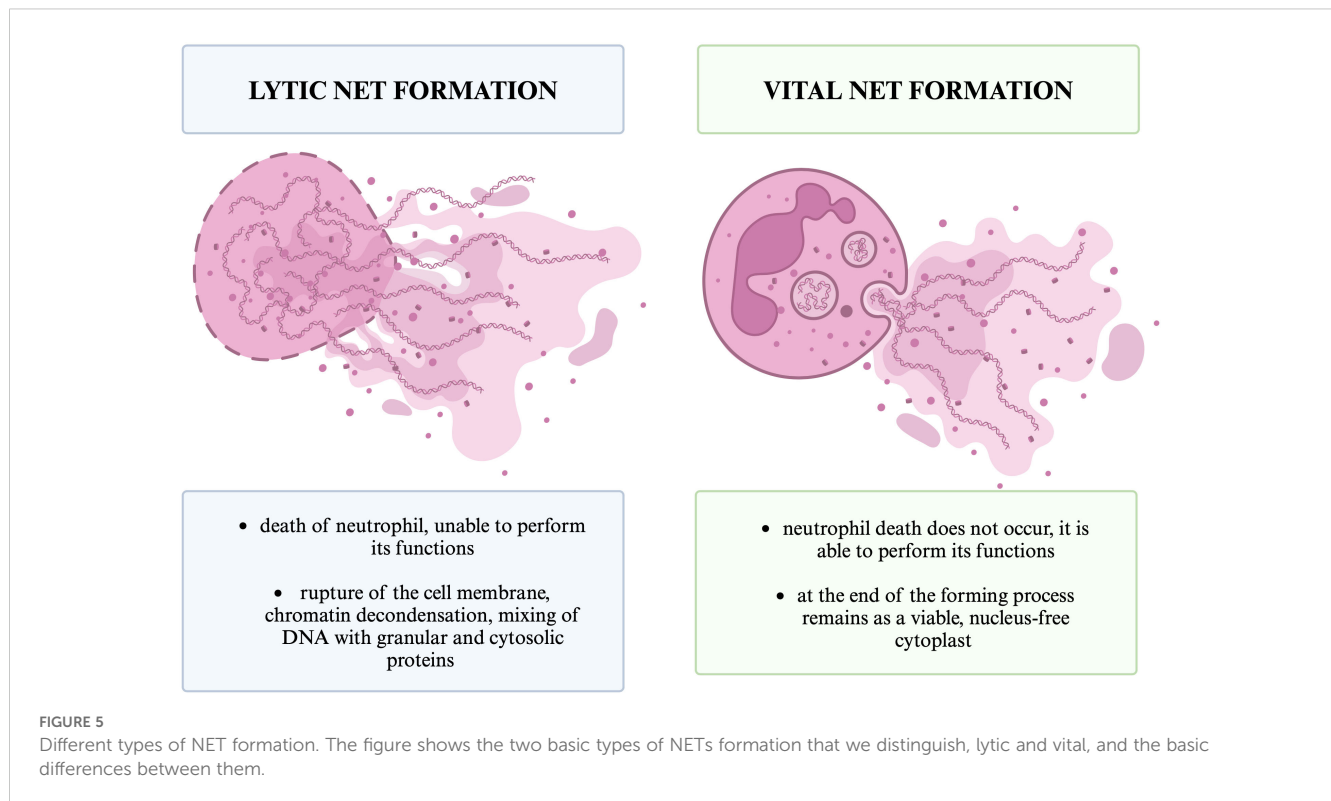 LYTIC NET FORMATION
VITAL NET FORMATION
• death of neutrophil, unable to perform
its functions
• rupture of the cell membrane,
chromatin decondensation, mixing of
DNA with granular and cytosolic
proteins
• neutrophil death does not occur, it is
able to perform its functions
• at the end of the forming process
remains as a viable, nucleus-free
cytoplast
FIGURE 5
Different types of NET formation. The figure shows the two basic types of NETs formation that we distinguish, lytic and vital, and the basic
differences between them.